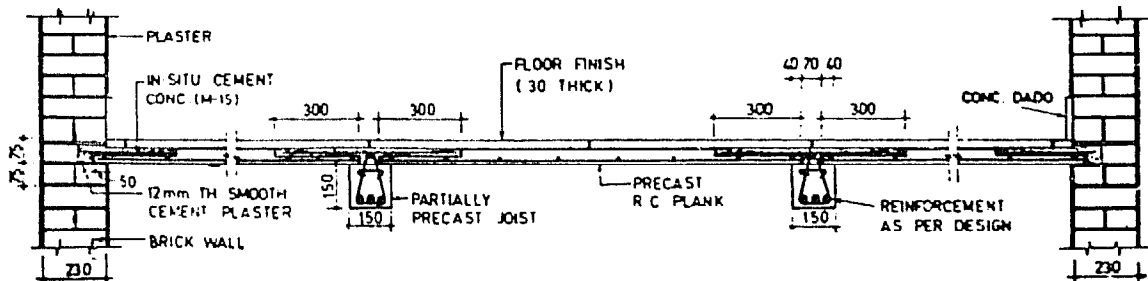 PLASTER
IN-SITU CEMENT
CONC. (M-15)
FLOOR FINISH
(30 THICK)
40 70 40
CONC. DADO
300
300
300
300
75
75
50
12mm TH SMOOTH
CEMENT PLASTER
BRICK WALL
150
150
PARTIALLY
PRECAST JOIST
PRECAST
R C PLANK
150
REINFORCEMENT
AS PER DESIGN
230
230